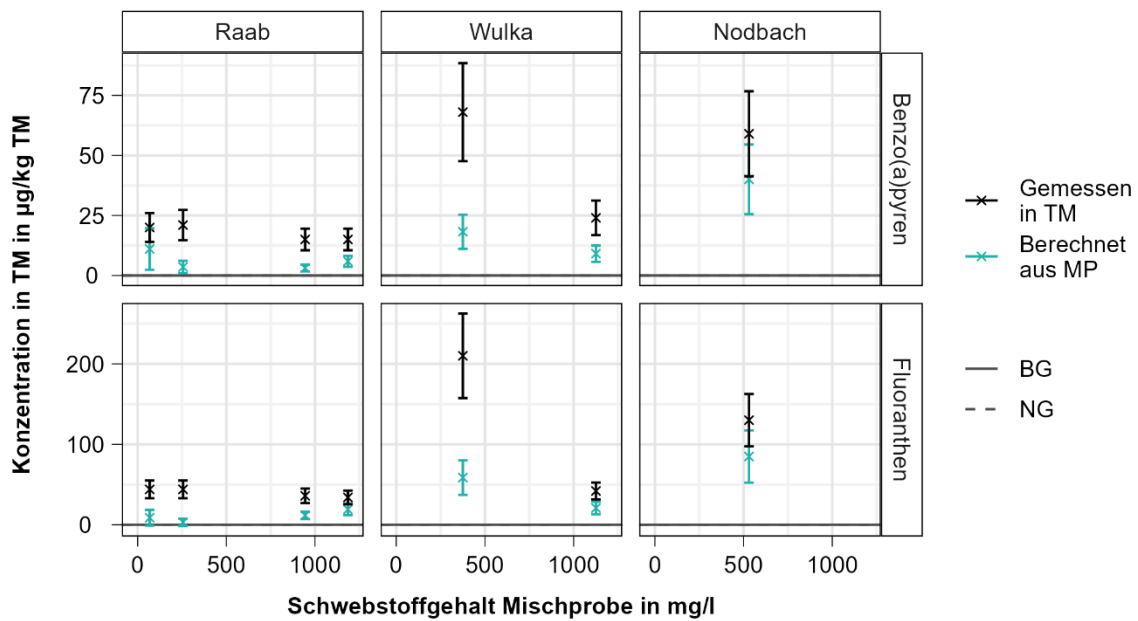 Raab
Wulka
Nodbach
Konzentration in TM in µg/kg TM
75
50
25
0
Benzo(a)pyren
200
100
0
Fluoranthen
0 500 1000
0 500 1000
0 500 1000
Schwebstoffgehalt Mischprobe in mg/l
Gemessen
in TM
Berechnet
aus MP
BG
NG